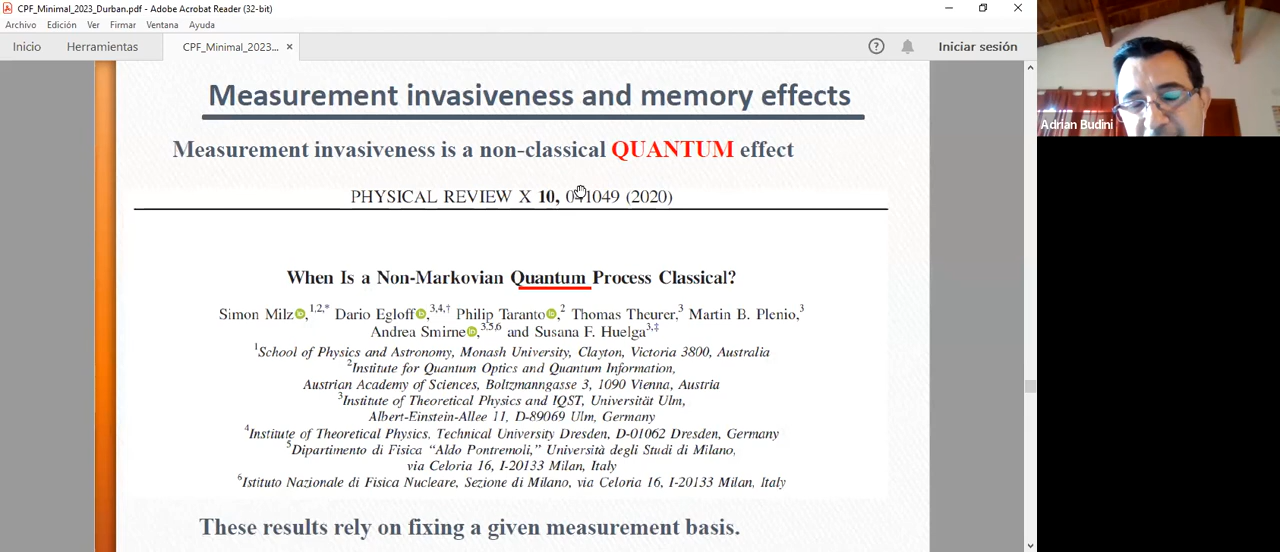 CPF_Minimal_2023_Durban.pdf - Adobe Acrobat Reader (32-bit)
Archivo Edición Ver Firmar Ventana Ayuda
Inicio Herramientas CPF_Minimal_2023... × Iniciar sesión
Measurement invasiveness and memory effects
Measurement invasiveness is a non-classical QUANTUM effect
PHYSICAL REVIEW X 10, 041049 (2020)
When Is a Non-Markovian Quantum Process Classical?
Simon Milz,1,2,* Dario Egloff,3,4,† Philip Taranto,2 Thomas Theurer,3 Martin B. Plenio,3
Andrea Smirne,3,5,6 and Susana F. Huelga3,‡
1School of Physics and Astronomy, Monash University, Clayton, Victoria 3800, Australia
2Institute for Quantum Optics and Quantum Information,
Austrian Academy of Sciences, Boltzmanngasse 3, 1090 Vienna, Austria
3Institute of Theoretical Physics and IQST, Universität Ulm,
Albert-Einstein-Allee 11, D-89069 Ulm, Germany
4Institute of Theoretical Physics, Technical University Dresden, D-01062 Dresden, Germany
5Dipartimento di Fisica "Aldo Pontremoli," Università degli Studi di Milano,
via Celoria 16, I-20133 Milan, Italy
6Istituto Nazionale di Fisica Nucleare, Sezione di Milano, via Celoria 16, I-20133 Milan, Italy
These results rely on fixing a given measurement basis.
Adrian Budini